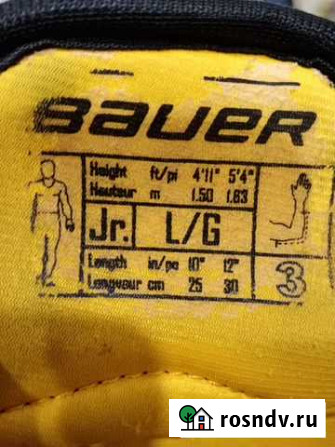 BAUER
Height ft/pi 4'11" 5'4"
Hauteur m 1.50 1.63
Jr. L/G
Length in/po 10" 12"
Longueur cm 25 30
3
rosndv.ru